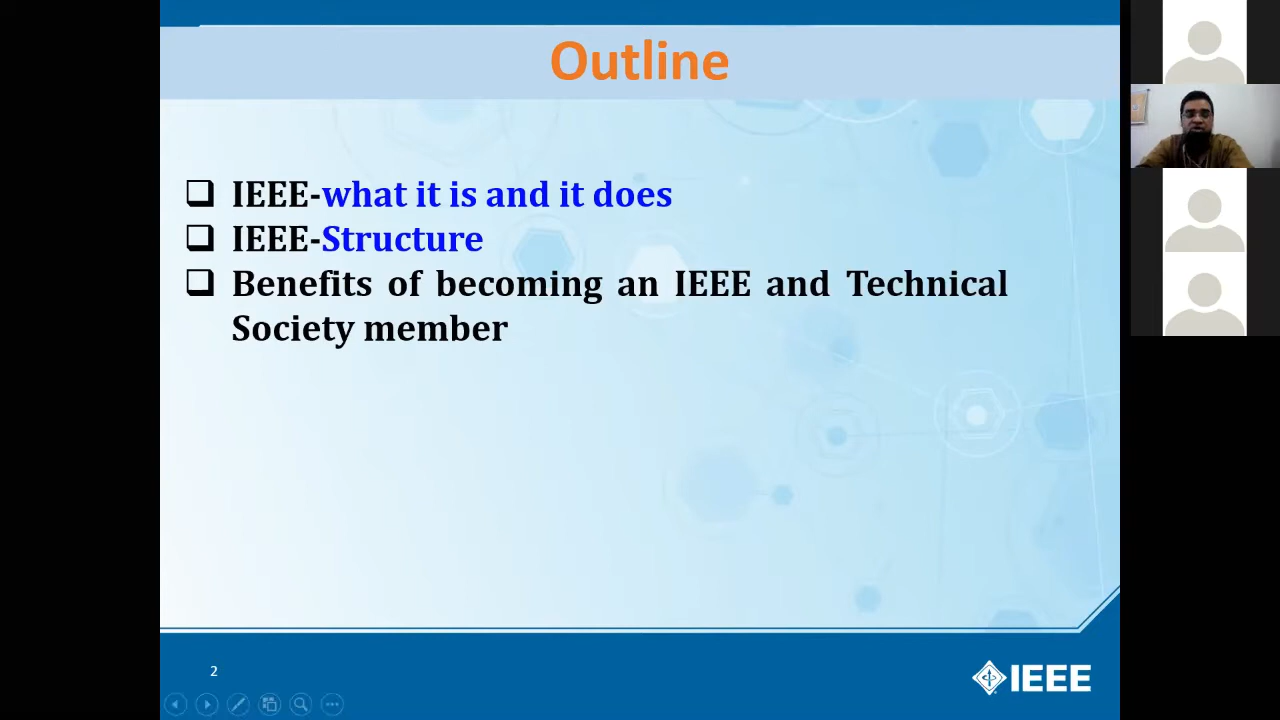 Outline
❑ IEEE-what it is and it does
❑ IEEE-Structure
❑ Benefits of becoming an IEEE and Technical
Society member
2
IEEE